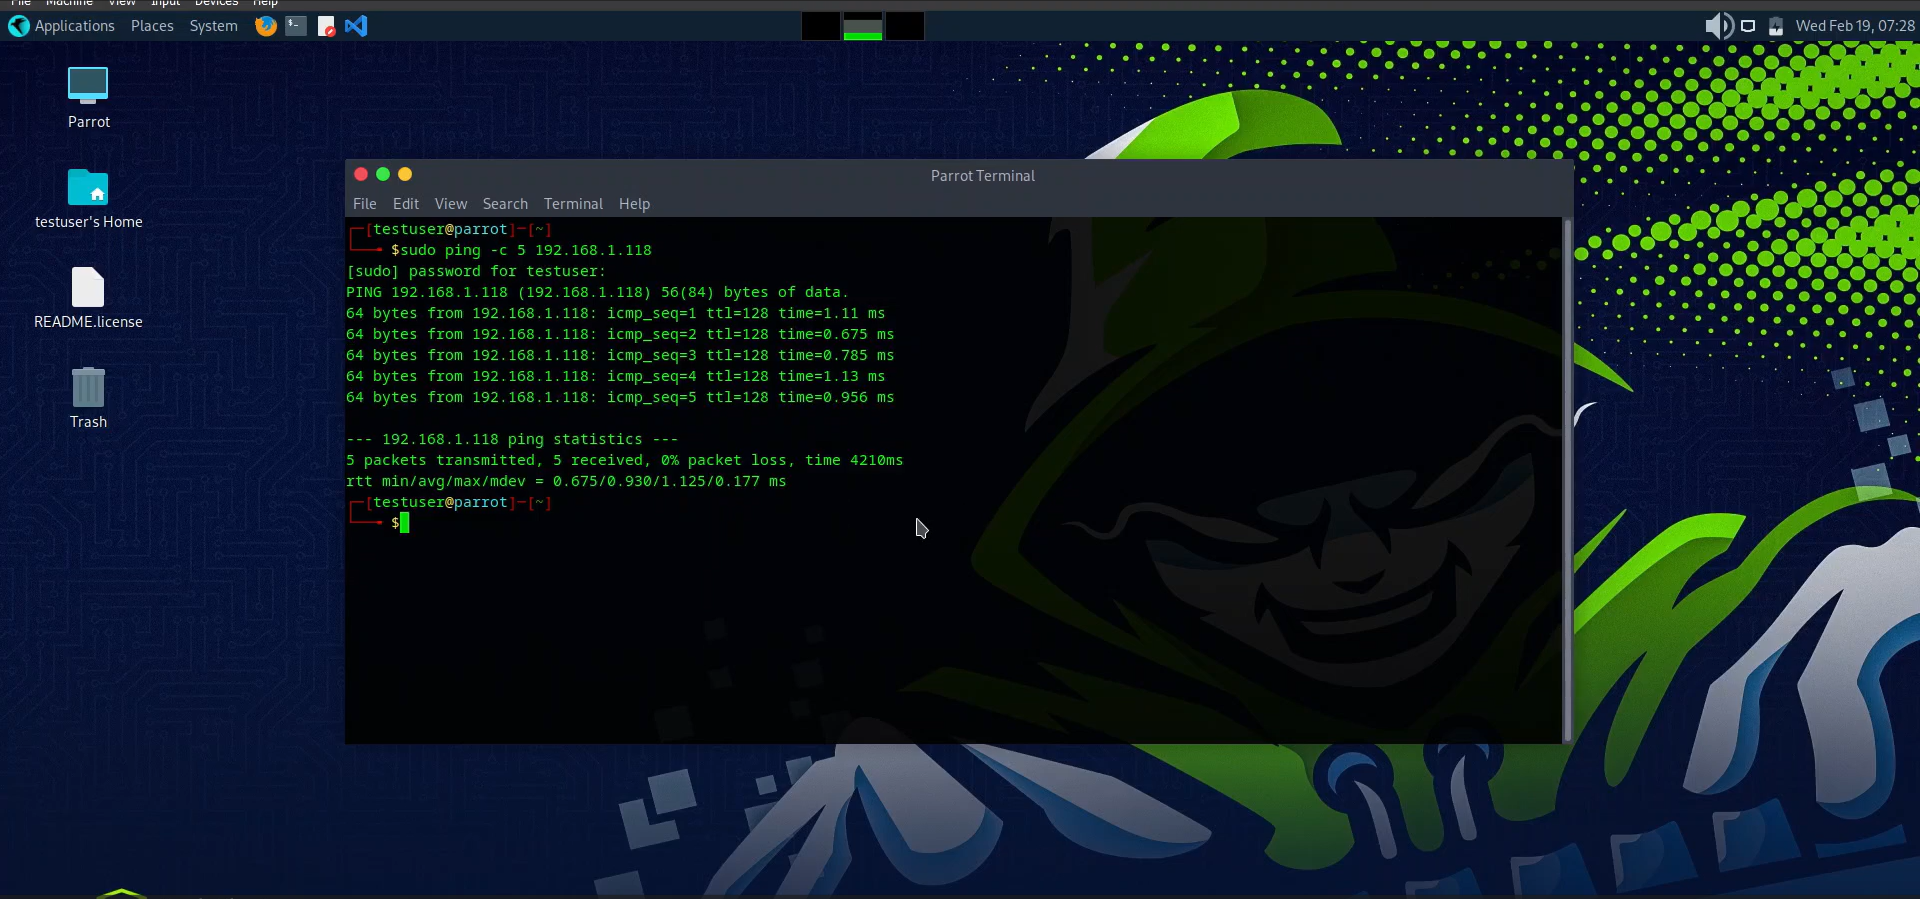 File Machine View Input Devices Help
Applications Places System Wed Feb 19, 07:28
Parrot
testuser's Home
README.license
Trash
Parrot Terminal
File Edit View Search Terminal Help
┌─[testuser@parrot]─[~]
└──╼ $sudo ping -c 5 192.168.1.118
[sudo] password for testuser:
PING 192.168.1.118 (192.168.1.118) 56(84) bytes of data.
64 bytes from 192.168.1.118: icmp_seq=1 ttl=128 time=1.11 ms
64 bytes from 192.168.1.118: icmp_seq=2 ttl=128 time=0.675 ms
64 bytes from 192.168.1.118: icmp_seq=3 ttl=128 time=0.785 ms
64 bytes from 192.168.1.118: icmp_seq=4 ttl=128 time=1.13 ms
64 bytes from 192.168.1.118: icmp_seq=5 ttl=128 time=0.956 ms
--- 192.168.1.118 ping statistics ---
5 packets transmitted, 5 received, 0% packet loss, time 4210ms
rtt min/avg/max/mdev = 0.675/0.930/1.125/0.177 ms
┌─[testuser@parrot]─[~]
└──╼ $